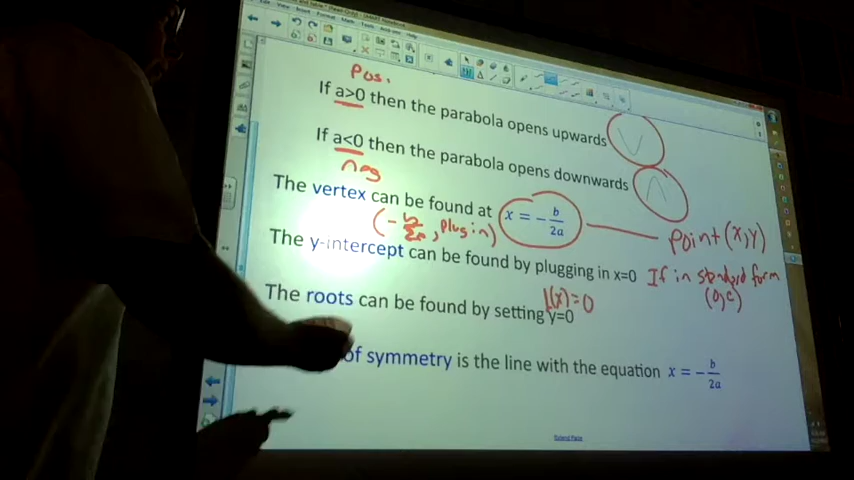 Pos.
If a>0 then the parabola opens upwards
If a<0 then the parabola opens downwards
neg
The vertex can be found at x = - b/2a
(- b/2a, plug in)
point (x,y)
The y-intercept can be found by plugging in x=0
If in standard form
(0,c)
The roots can be found by setting y=0
f(x)=0
of symmetry is the line with the equation x = - b/2a
Extend Page